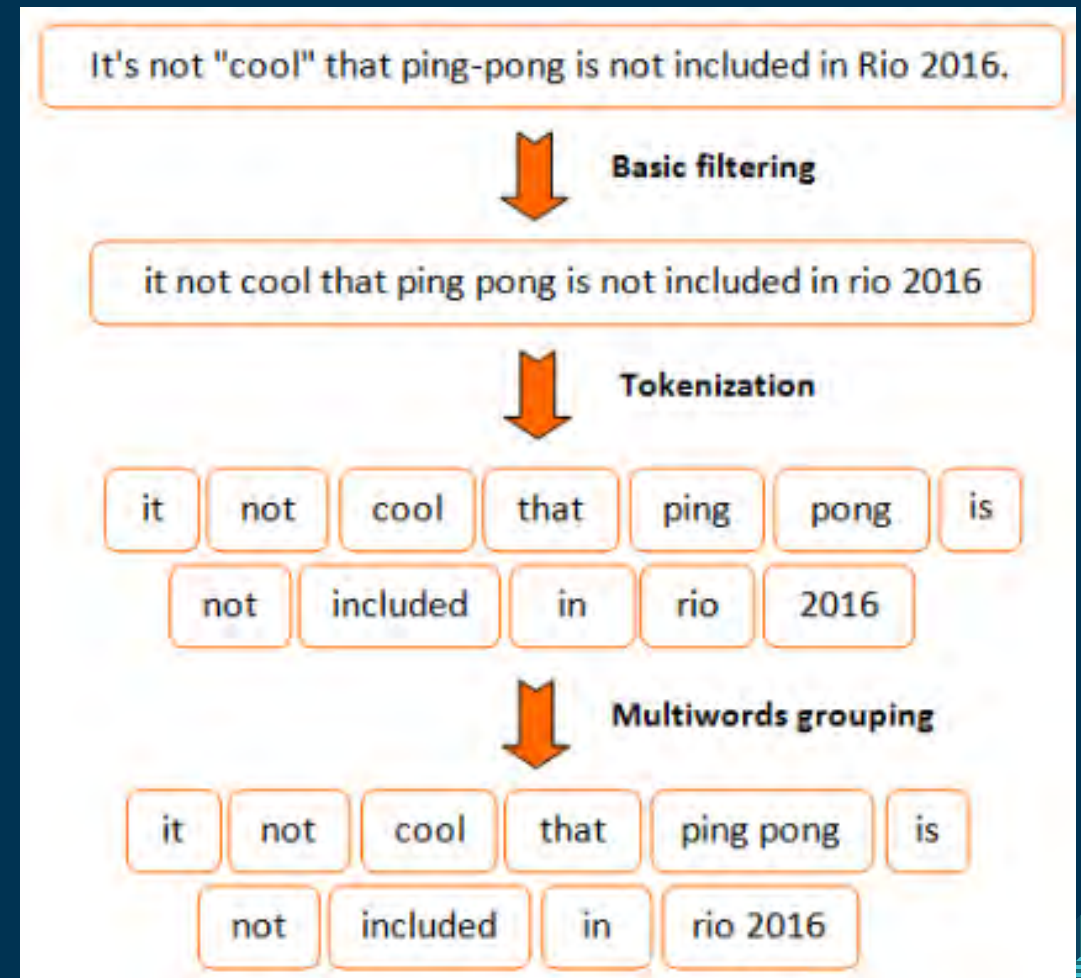 It's not "cool" that ping-pong is not included in Rio 2016.
Basic filtering
it not cool that ping pong is not included in rio 2016
Tokenization
it not cool that ping pong is
not included in rio 2016
Multiwords grouping
it not cool that ping pong is
not included in rio 2016